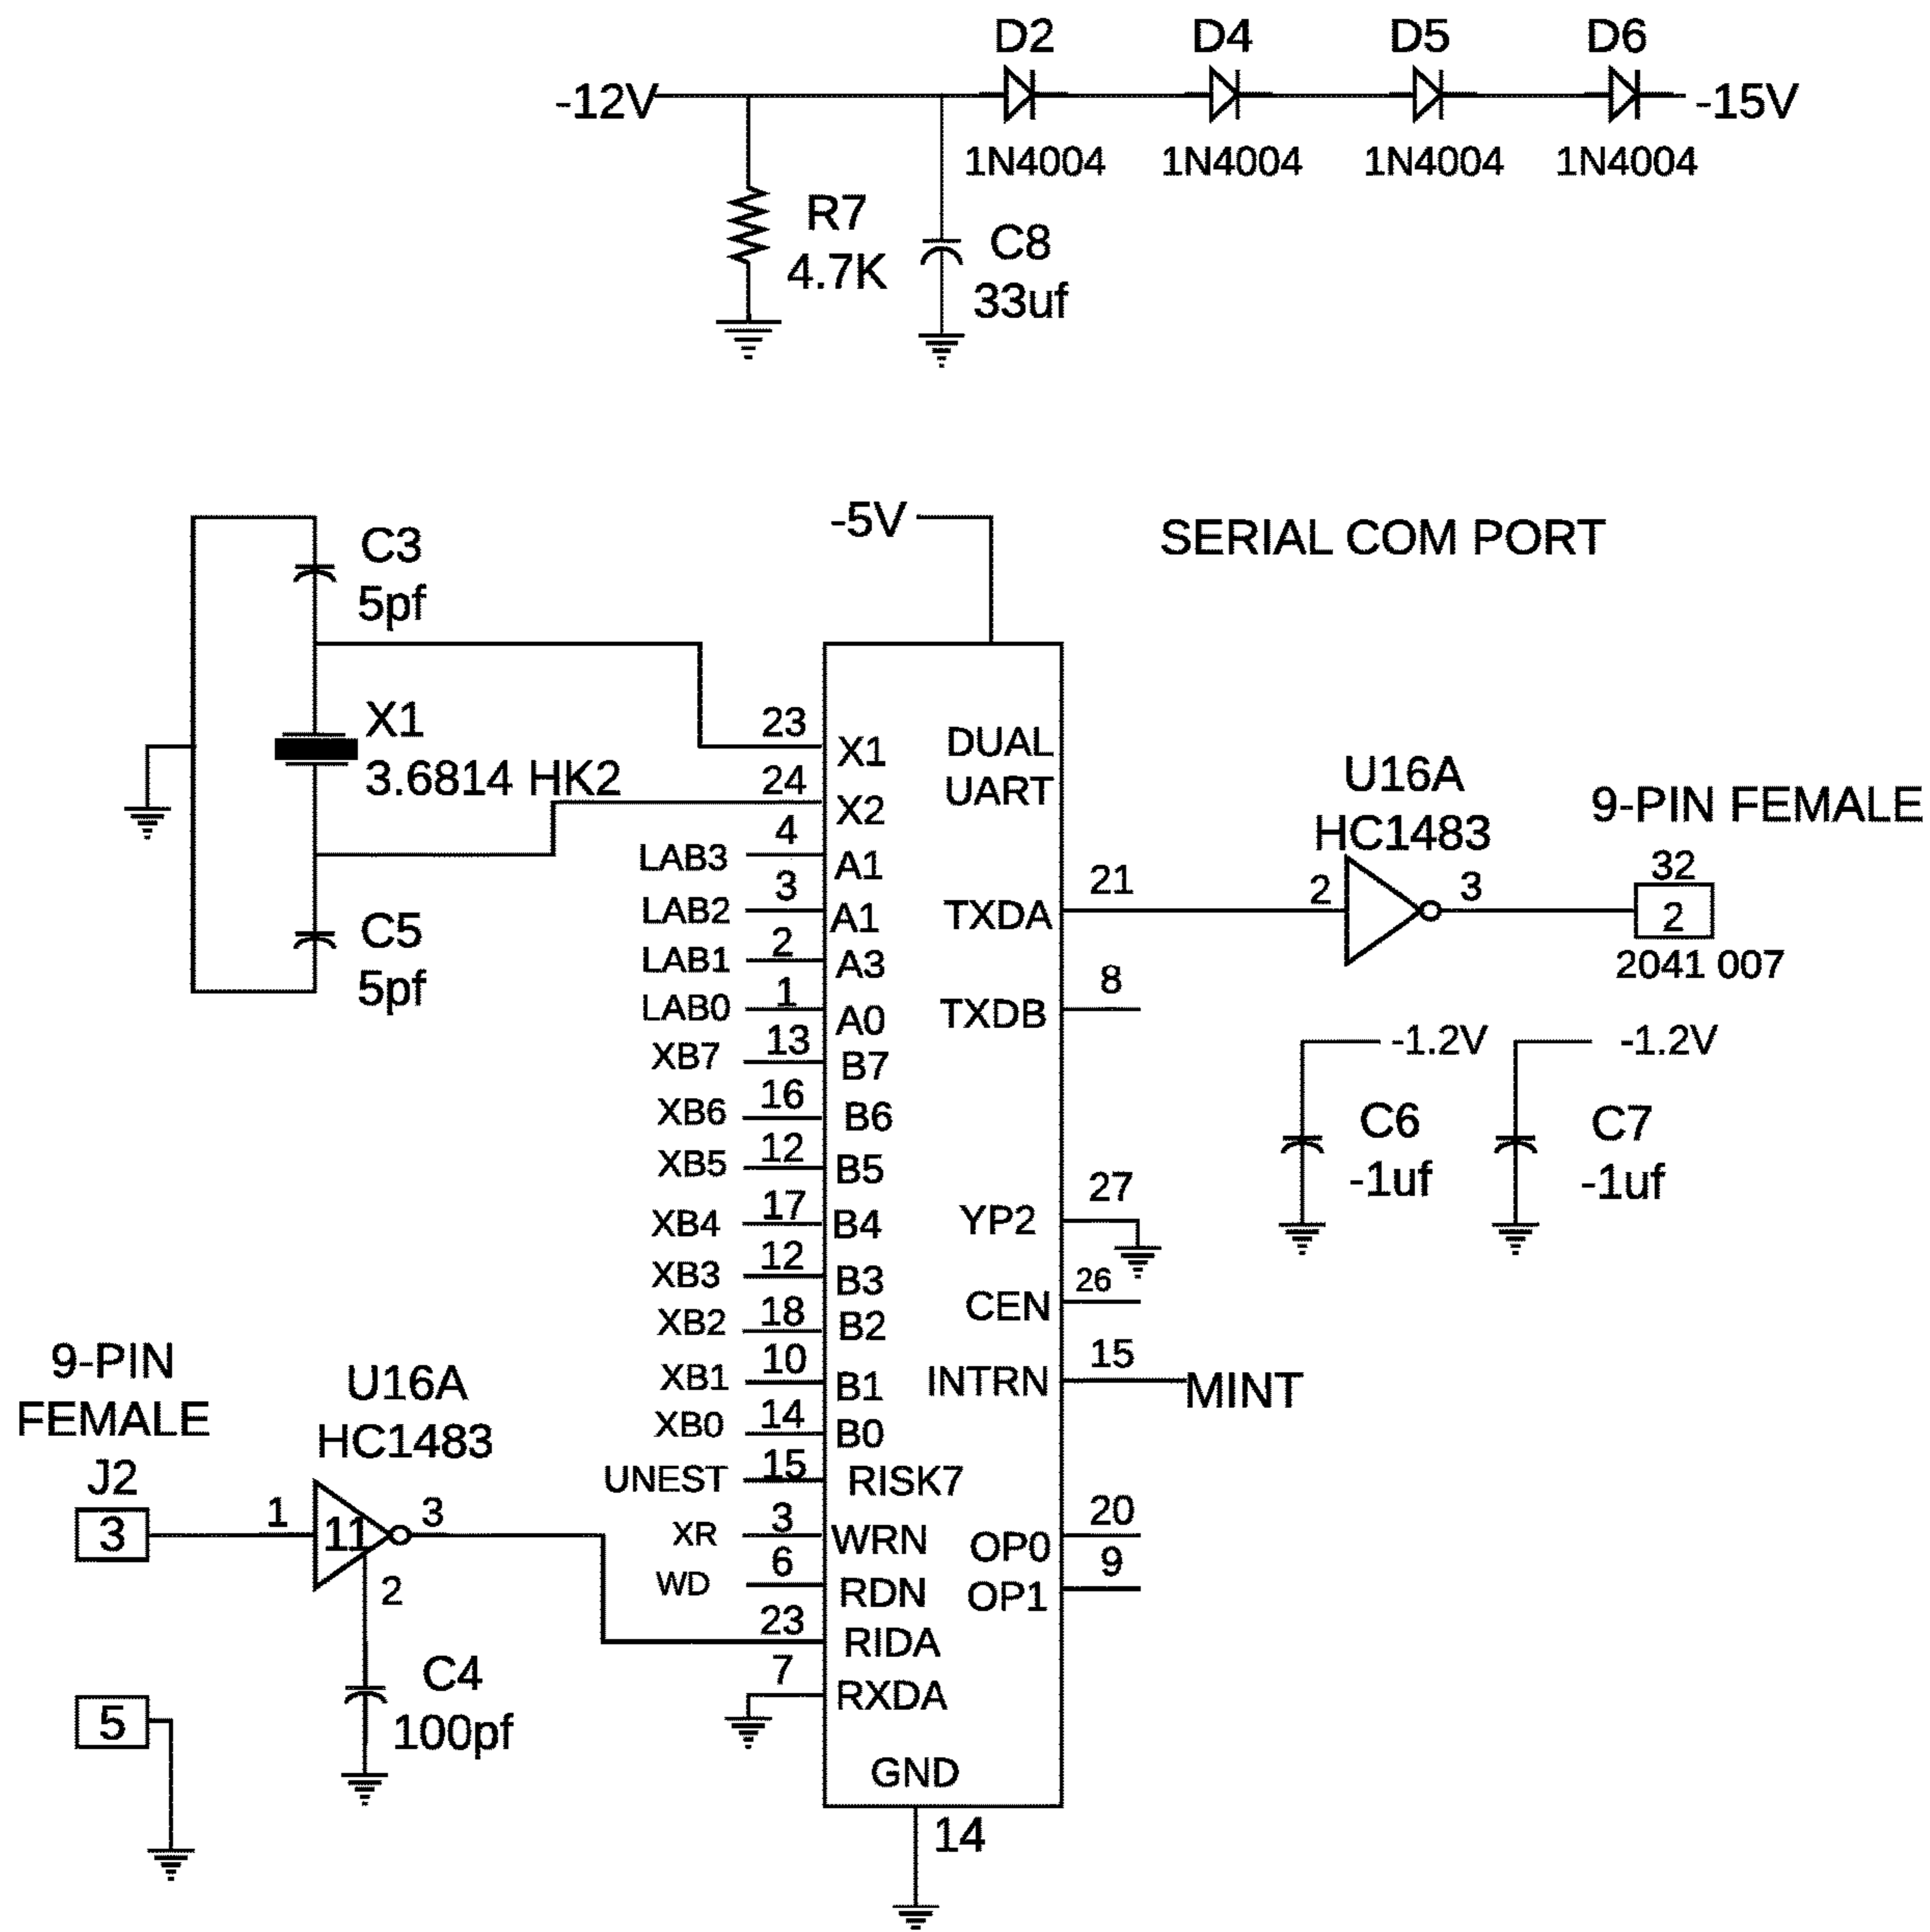 D2 D4 D5 D6
-12V -15V
1N4004 1N4004 1N4004 1N4004
R7
4.7K
C8
33uf
-5V
SERIAL COM PORT
C3
5pf
X1
3.6814 HK2
C5
5pf
23 X1
24 X2
LAB3 4 A1
LAB2 3 A1
LAB1 2 A3
LAB0 1 A0
XB7 13 B7
XB6 16 B6
XB5 12 B5
XB4 17 B4
XB3 12 B3
XB2 18 B2
XB1 10 B1
XB0 14 B0
UNEST 15 RISK7
XR 3 WRN
WD 6 RDN
23 RIDA
7 RXDA
GND
14
DUAL
UART
TXDA 21
TXDB 8
YP2 27
CEN 26
INTRN 15 MINT
OP0 20
OP1 9
U16A
HC1483
2 3
9-PIN FEMALE
32
2
2041 007
-1.2V -1.2V
C6
-1uf
C7
-1uf
9-PIN
FEMALE
J2
3
U16A
HC1483
1 11 3
2
C4
100pf
5